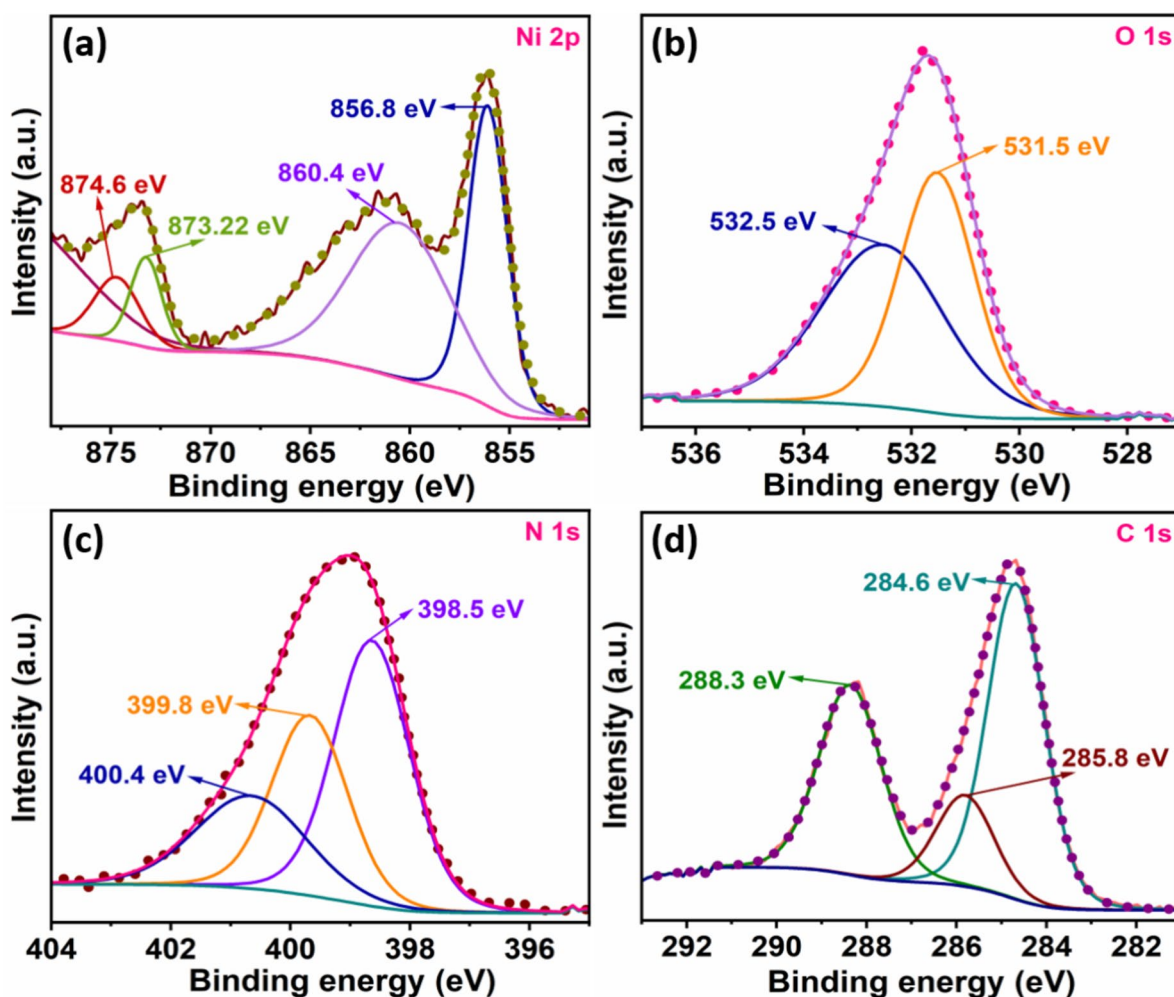 (a)
Ni 2p
856.8 eV
860.4 eV
874.6 eV
873.22 eV
Intensity (a.u.)
875 870 865 860 855
Binding energy (eV)
(b)
O 1s
531.5 eV
532.5 eV
Intensity (a.u.)
536 534 532 530 528
Binding energy (eV)
(c)
N 1s
398.5 eV
399.8 eV
400.4 eV
Intensity (a.u.)
404 402 400 398 396
Binding energy (eV)
(d)
C 1s
284.6 eV
288.3 eV
285.8 eV
Intensity (a.u.)
292 290 288 286 284 282
Binding energy (eV)